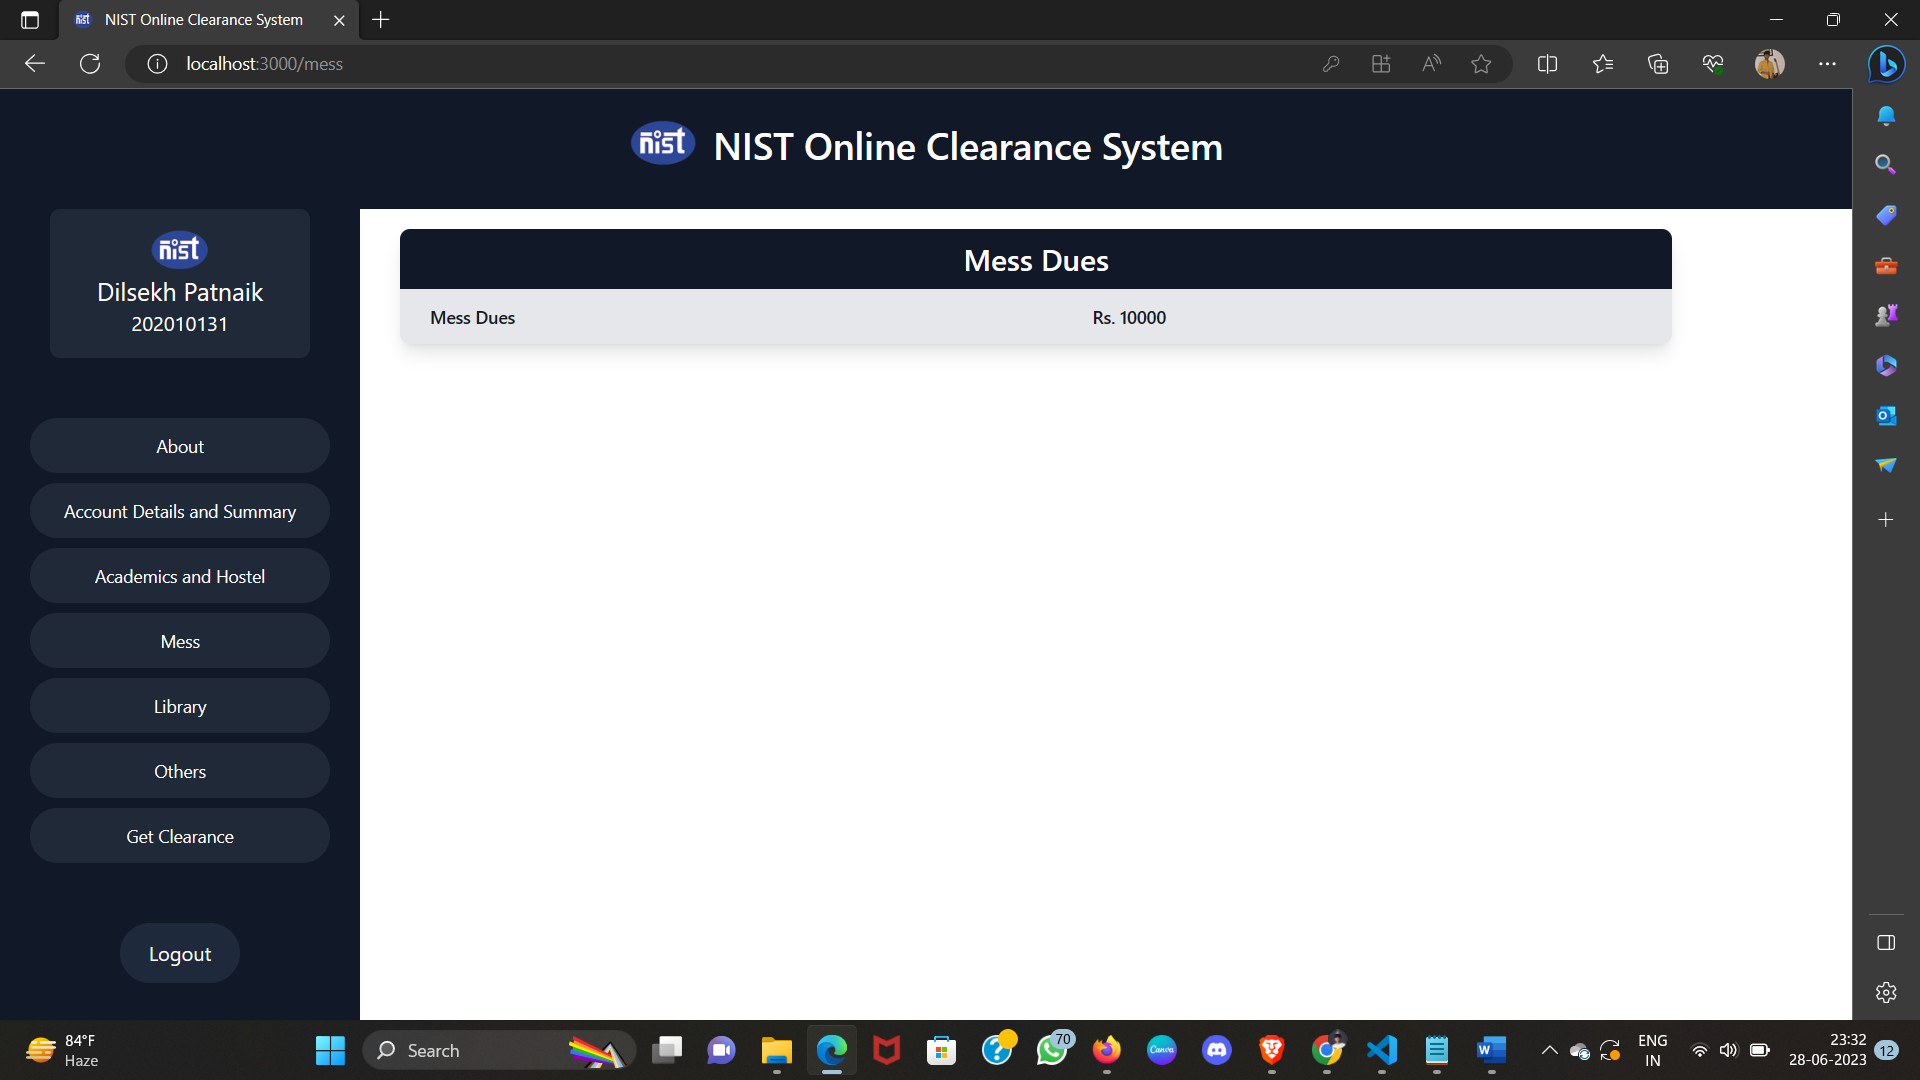 NIST Online Clearance System
localhost:3000/mess
nist NIST Online Clearance System
nist
Dilsekh Patnaik
202010131
About
Account Details and Summary
Academics and Hostel
Mess
Library
Others
Get Clearance
Logout
Mess Dues
Mess Dues Rs. 10000
84°F
Haze
Search
70
Canva
ENG
IN
23:32
28-06-2023
12